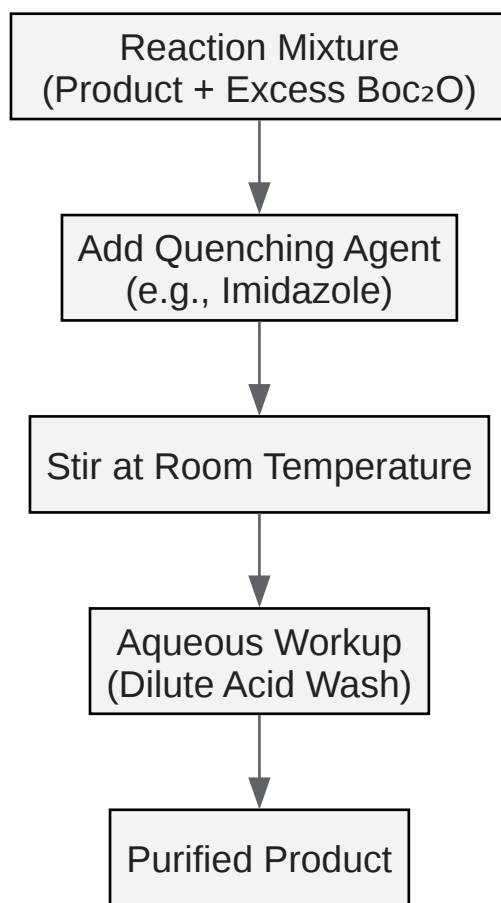 Reaction Mixture
(Product + Excess Boc₂O)
Add Quenching Agent
(e.g., Imidazole)
Stir at Room Temperature
Aqueous Workup
(Dilute Acid Wash)
Purified Product